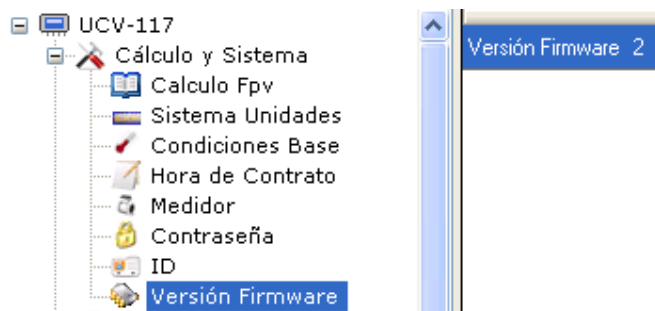 UCV-117
Cálculo y Sistema
Calculo Fpv
Sistema Unidades
Condiciones Base
Hora de Contrato
Medidor
Contraseña
ID
Versión Firmware
Versión Firmware 2